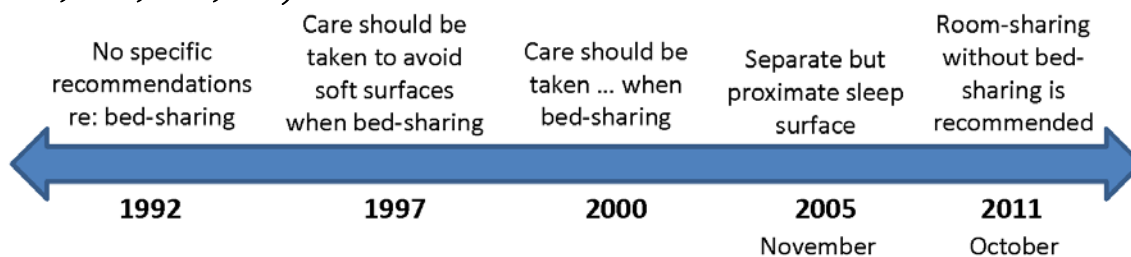 No specific
recommendations
re: bed-sharing
Care should be
taken to avoid
soft surfaces
when bed-sharing
Care should be
taken ... when
bed-sharing
Separate but
proximate sleep
surface
Room-sharing
without bed-
sharing is
recommended
1992
1997
2000
2005
November
2011
October